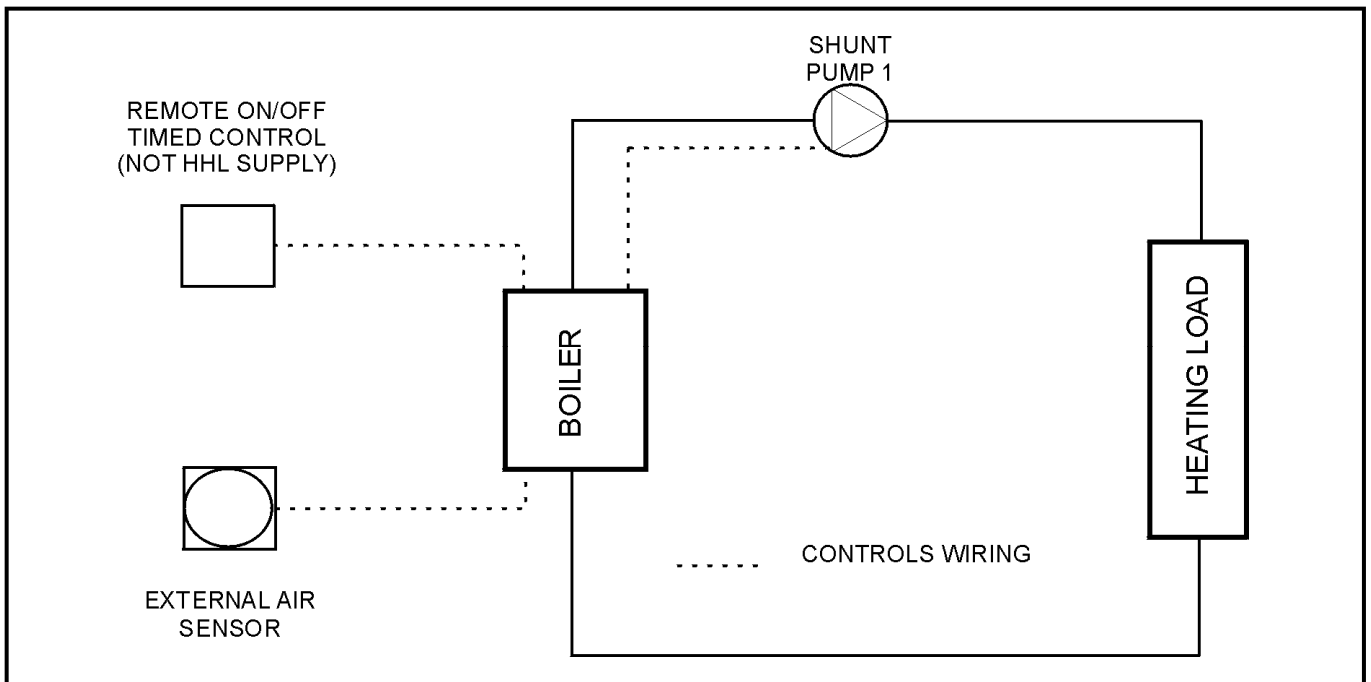 SHUNT
PUMP 1
REMOTE ON/OFF
TIMED CONTROL
(NOT HHL SUPPLY)
BOILER
HEATING LOAD
CONTROLS WIRING
EXTERNAL AIR
SENSOR